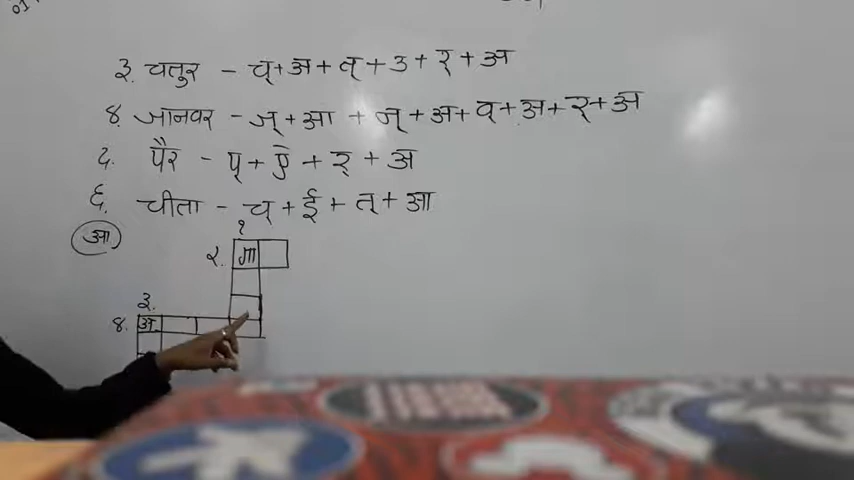 ३. चतुर - च्+अ+त्+उ+र्+अ
४. जानवर - ज्+आ+न्+अ+व्+अ+र्+अ
५. पैर - प्+ऐ+र्+अ
६. चीता - च्+ई+त्+आ
आ
१
२. गा
३.
४. अ